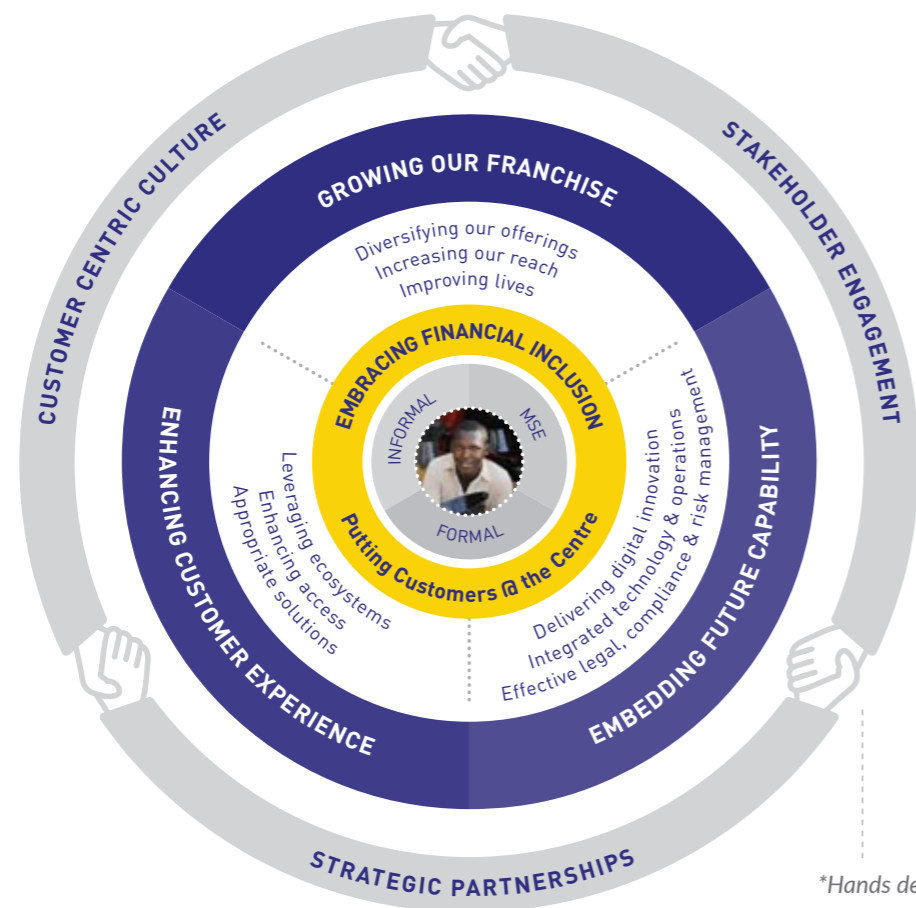 CUSTOMER CENTRIC CULTURE
STAKEHOLDER ENGAGEMENT
STRATEGIC PARTNERSHIPS
GROWING OUR FRANCHISE
Diversifying our offerings
Increasing our reach
Improving lives
ENHANCING CUSTOMER EXPERIENCE
Leveraging ecosystems
Enhancing access
Appropriate solutions
EMBEDDING FUTURE CAPABILITY
Delivering digital innovation
Integrated technology & operations
Effective legal, compliance & risk management
EMBRACING FINANCIAL INCLUSION
Putting Customers @ the Centre
INFORMAL
MSE
FORMAL
*Hands